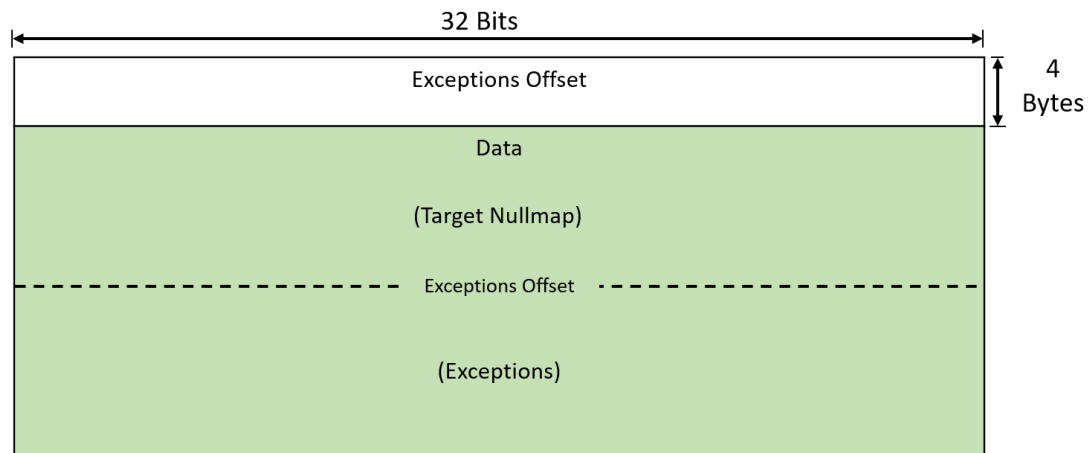 32 Bits
Exceptions Offset
4
Bytes
Data
(Target Nullmap)
Exceptions Offset
(Exceptions)